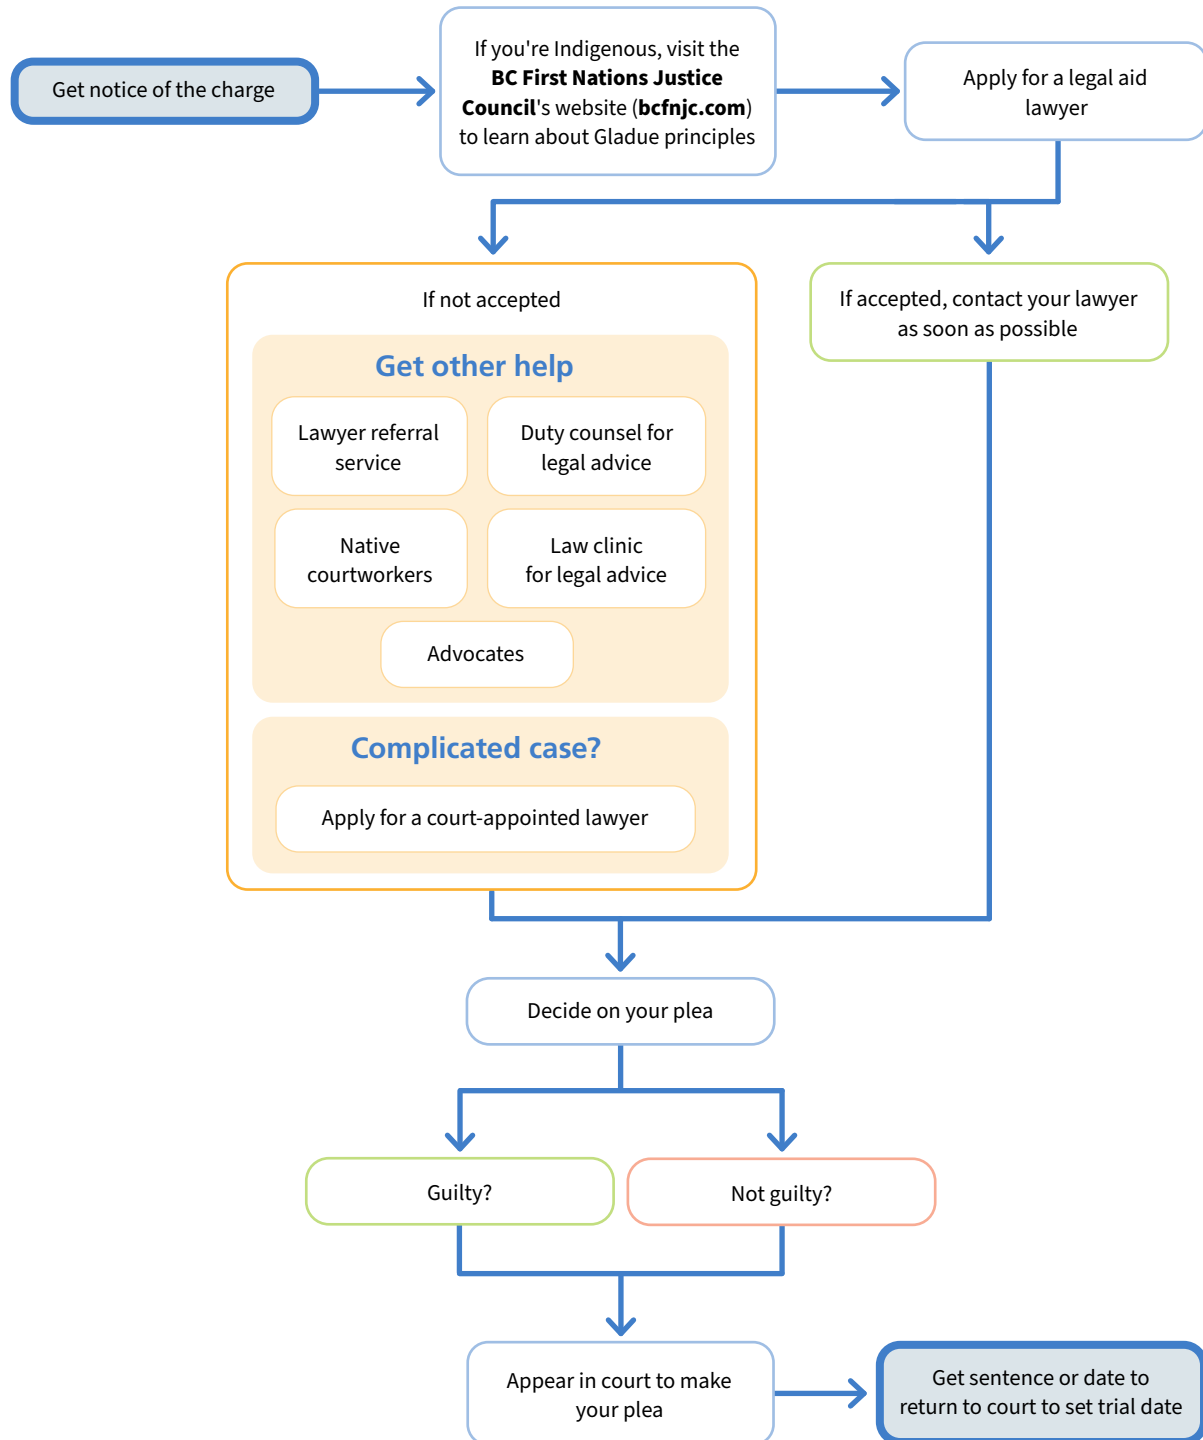 Get notice of the charge
If you're Indigenous, visit the
BC First Nations Justice
Council's website (bcfnjc.com)
to learn about Gladue principles
Apply for a legal aid
lawyer
If not accepted
Get other help
Lawyer referral
service
Duty counsel for
legal advice
Native
courtworkers
Law clinic
for legal advice
Advocates
Complicated case?
Apply for a court-appointed lawyer
If accepted, contact your lawyer
as soon as possible
Decide on your plea
Guilty?
Not guilty?
Appear in court to make
your plea
Get sentence or date to
return to court to set trial date